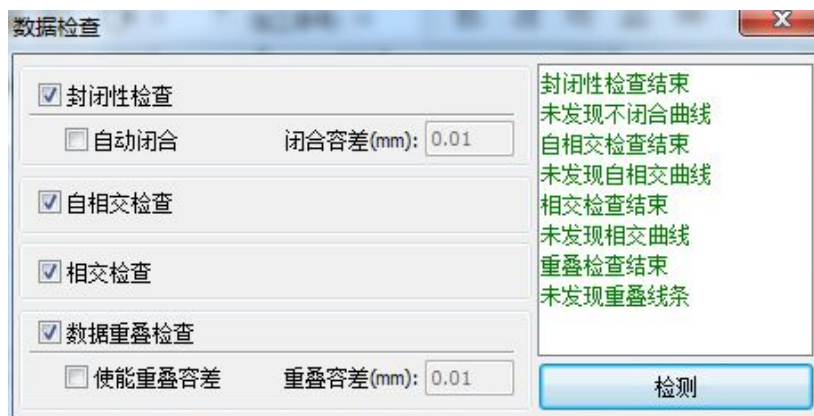 数据检查
封闭性检查
自动闭合 闭合容差(mm): 0.01
自相交检查
相交检查
数据重叠检查
使能重叠容差 重叠容差(mm): 0.01
封闭性检查结束
未发现不闭合曲线
自相交检查结束
未发现自相交曲线
相交检查结束
未发现相交曲线
重叠检查结束
未发现重叠线条
检测